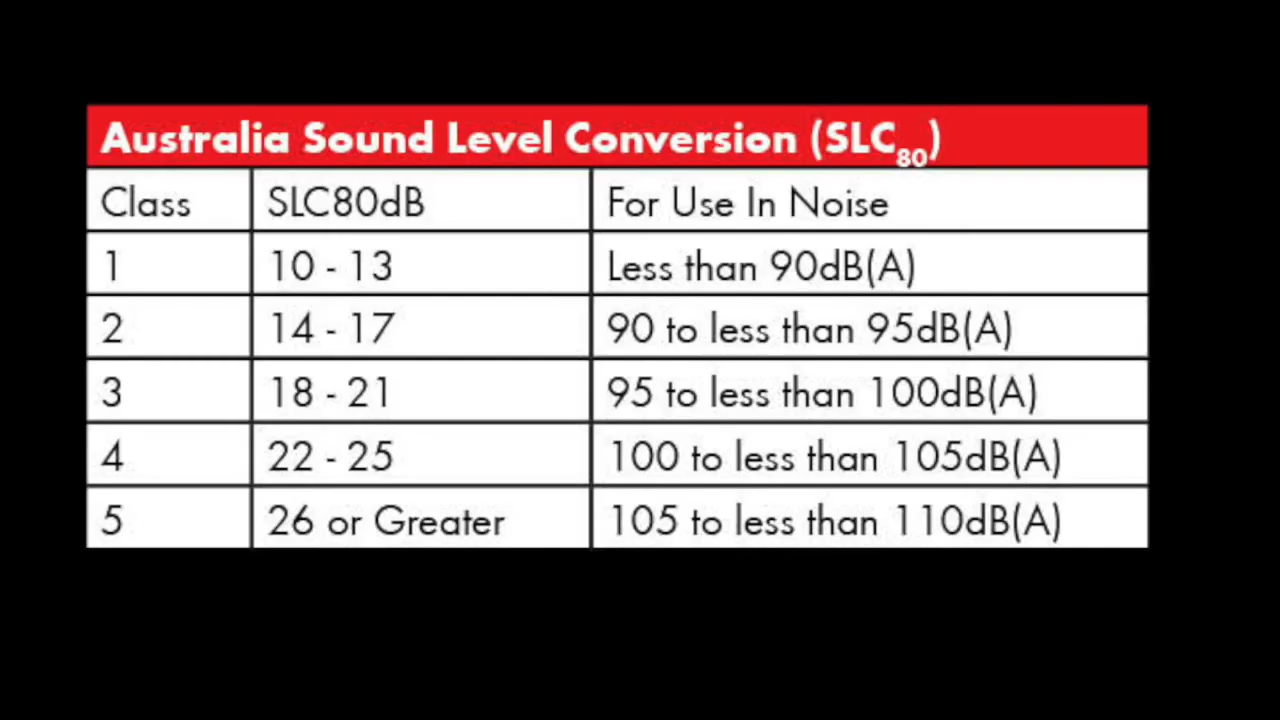 Australia Sound Level Conversion (SLC80)
Class SLC80dB For Use In Noise
1 10 - 13 Less than 90dB(A)
2 14 - 17 90 to less than 95dB(A)
3 18 - 21 95 to less than 100dB(A)
4 22 - 25 100 to less than 105dB(A)
5 26 or Greater 105 to less than 110dB(A)